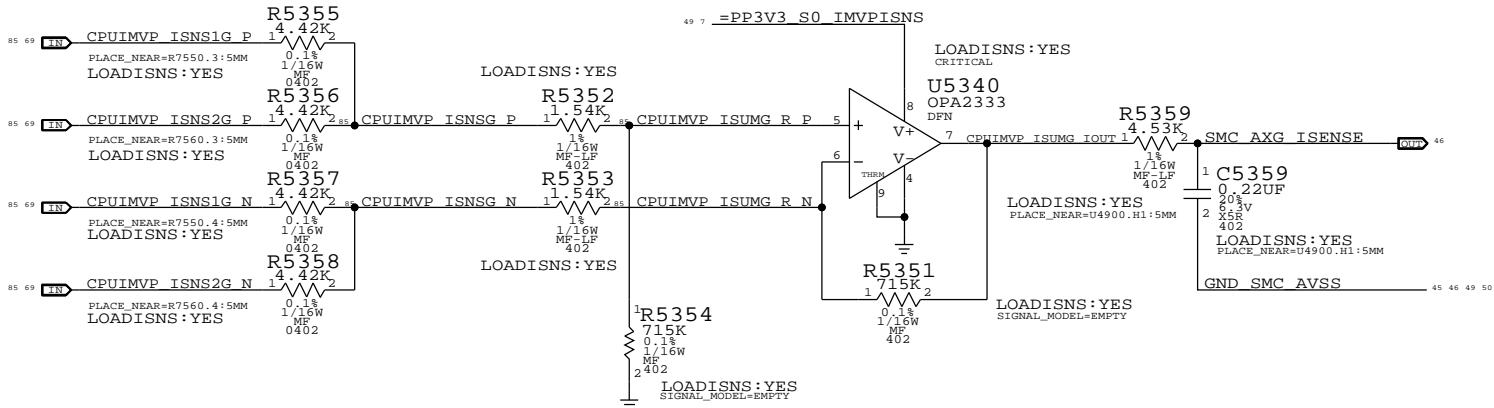 85 69 IN CPUIMVP_ISNS1G_P
PLACE_NEAR=R7550.3:5MM
LOADISNS:YES
R5355
4.42K
1 2
0.1%
1/16W
MF
0402
85 69 IN CPUIMVP_ISNS2G_P
PLACE_NEAR=R7560.3:5MM
LOADISNS:YES
R5356
4.42K
1 2
0.1%
1/16W
MF
0402
85 69 IN CPUIMVP_ISNS1G_N
PLACE_NEAR=R7550.4:5MM
LOADISNS:YES
R5357
4.42K
1 2
0.1%
1/16W
MF
0402
85 69 IN CPUIMVP_ISNS2G_N
PLACE_NEAR=R7560.4:5MM
LOADISNS:YES
R5358
4.42K
1 2
0.1%
1/16W
MF
0402
85 CPUIMVP_ISNSG_P
85 CPUIMVP_ISNSG_N
LOADISNS:YES
R5352
1.54K
1 2
1%
1/16W
MF-LF
402
R5353
1.54K
1 2
1%
1/16W
MF-LF
402
LOADISNS:YES
85 CPUIMVP_ISUMG_R_P
85 CPUIMVP_ISUMG_R_N
1
R5354
715K
0.1%
1/16W
MF
402
2
LOADISNS:YES
SIGNAL_MODEL=EMPTY
49 7 =PP3V3_S0_IMVPISNS
LOADISNS:YES
CRITICAL
U5340
OPA2333
DFN
8
V+
5 +
6 -
7
V-
THRM
9
4
R5351
715K
1 2
0.1%
1/16W
MF
402
LOADISNS:YES
SIGNAL_MODEL=EMPTY
CPUIMVP_ISUMG_IOUT
R5359
4.53K
1 2
1%
1/16W
MF-LF
402
LOADISNS:YES
PLACE_NEAR=U4900.H1:5MM
SMC_AXG_ISENSE OUT 46
1
C5359
0.22UF
20%
6.3V
X5R
402
2
LOADISNS:YES
PLACE_NEAR=U4900.H1:5MM
GND_SMC_AVSS 45 46 49 50